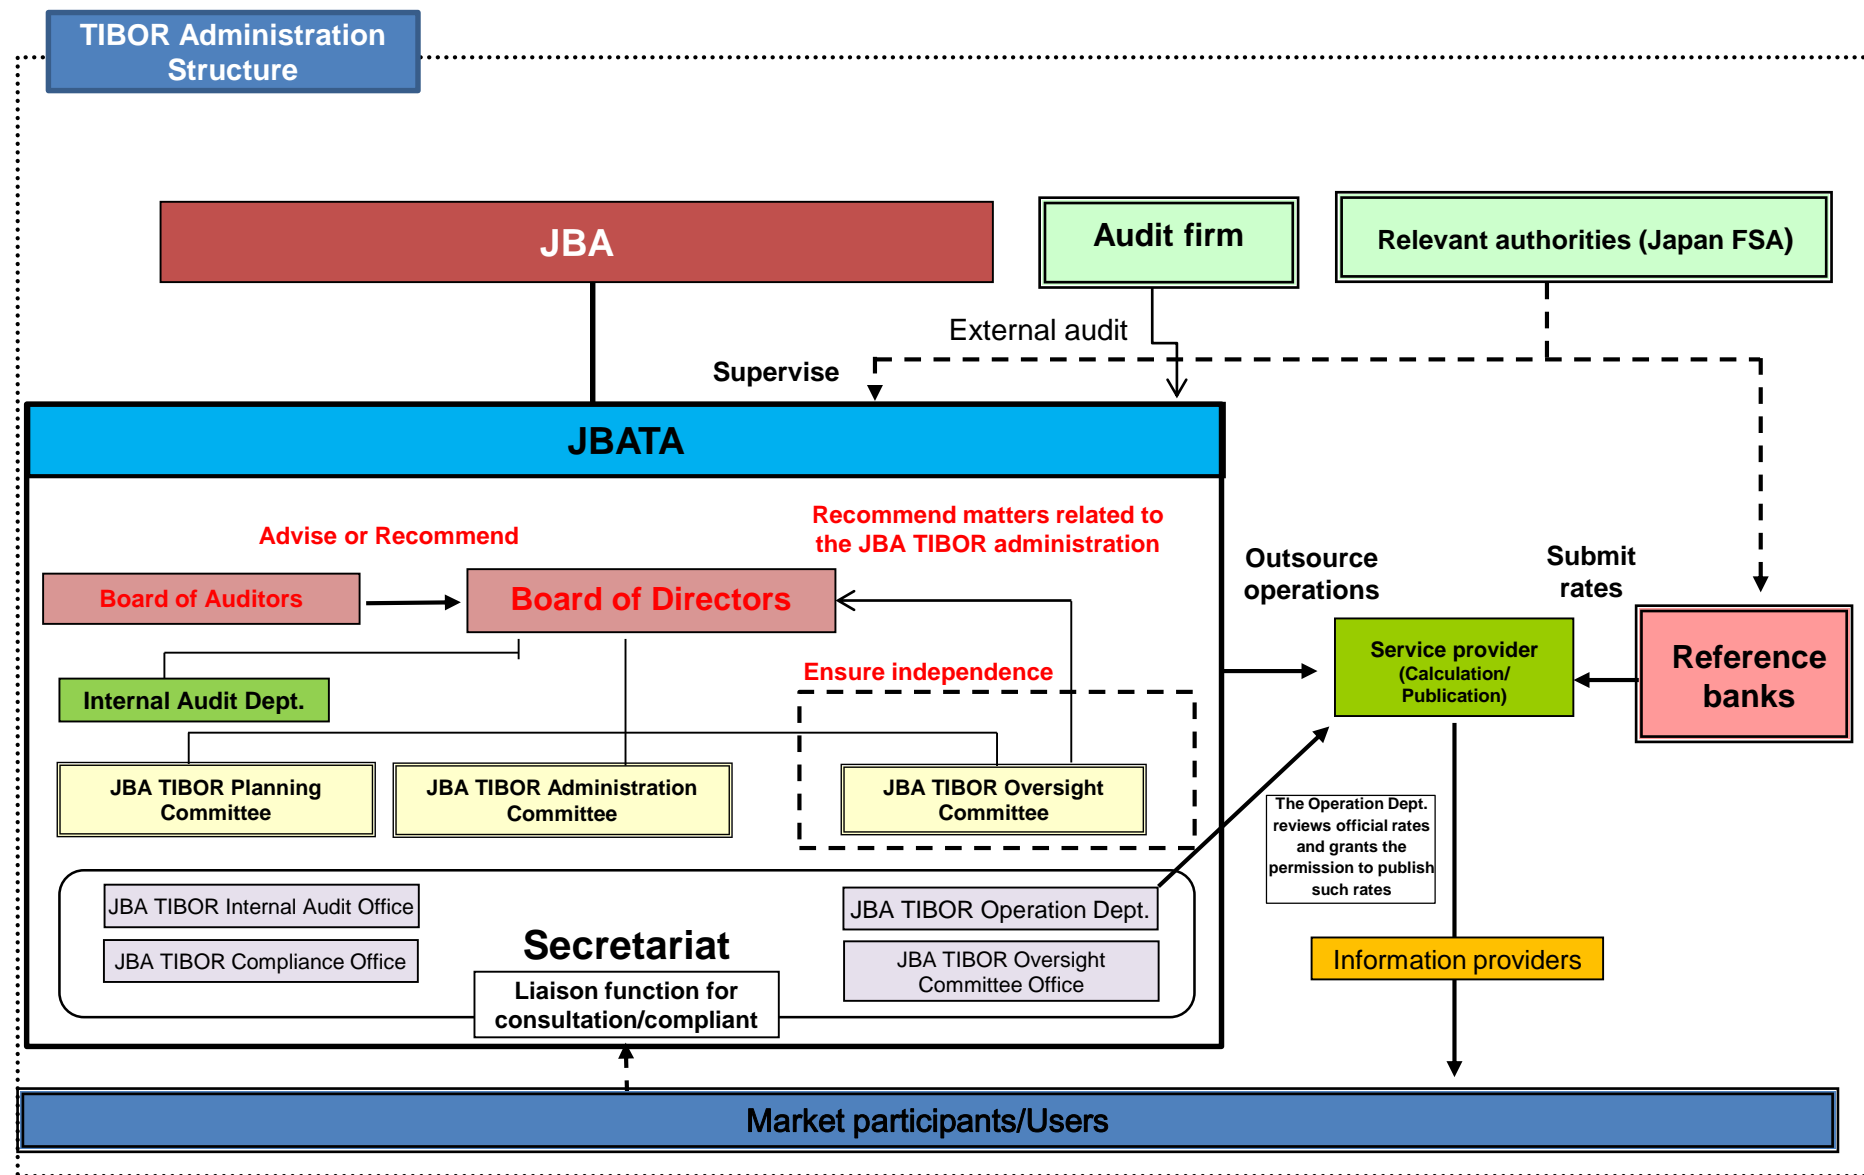 TIBOR Administration
Structure
JBA
Audit firm
Relevant authorities (Japan FSA)
External audit
Supervise
JBATA
Advise or Recommend
Recommend matters related to
the JBA TIBOR administration
Board of Auditors
Board of Directors
Outsource
operations
Submit
rates
Ensure independence
Internal Audit Dept.
Service provider
(Calculation/
Publication)
Reference
banks
JBA TIBOR Planning
Committee
JBA TIBOR Administration
Committee
JBA TIBOR Oversight
Committee
The Operation Dept.
reviews official rates
and grants the
permission to publish
such rates
JBA TIBOR Internal Audit Office
JBA TIBOR Operation Dept.
JBA TIBOR Compliance Office
Secretariat
JBA TIBOR Oversight
Committee Office
Liaison function for
consultation/compliant
Information providers
Market participants/Users